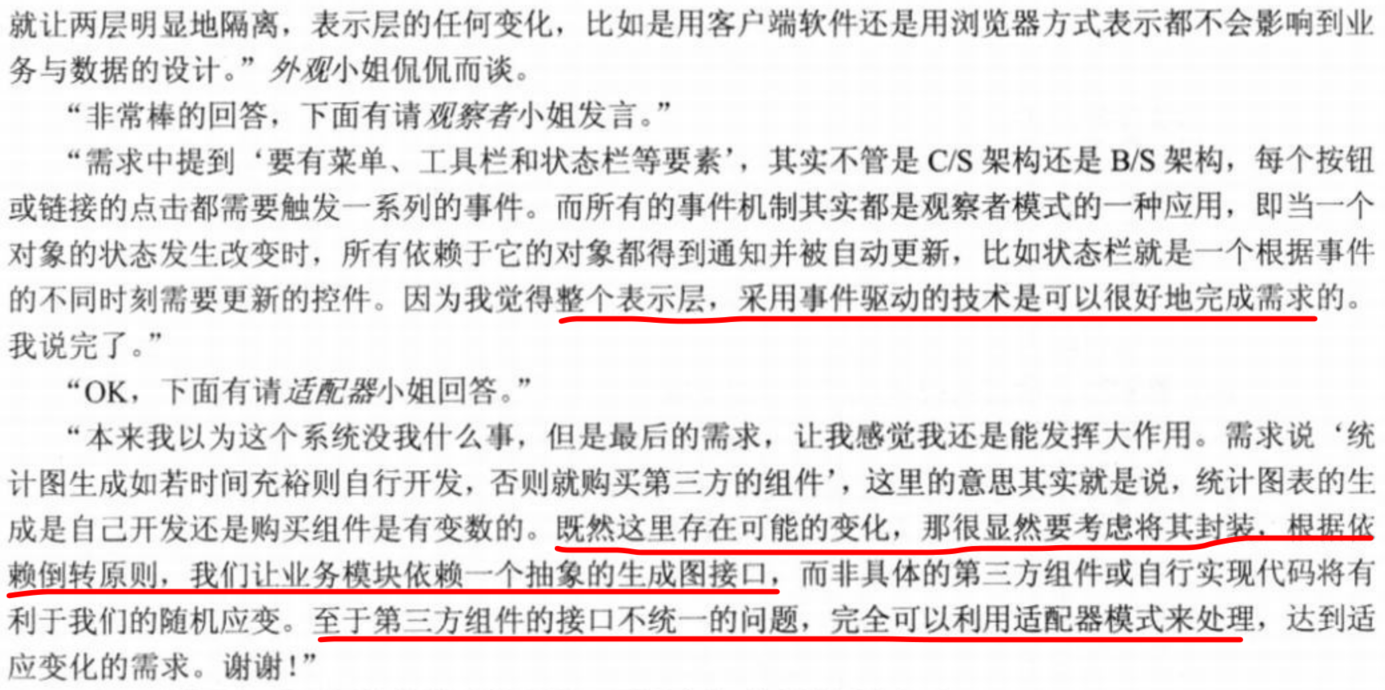 就让两层明显地隔离，表示层的任何变化，比如是用客户端软件还是用浏览器方式表示都不会影响到业
务与数据的设计。”外观小姐侃侃而谈。
“非常棒的回答，下面有请观察者小姐发言。”
“需求中提到‘要有菜单、工具栏和状态栏等要素’，其实不管是 C/S 架构还是 B/S 架构，每个按钮
或链接的点击都需要触发一系列的事件。而所有的事件机制其实都是观察者模式的一种应用，即当一个
对象的状态发生改变时，所有依赖于它的对象都得到通知并被自动更新，比如状态栏就是一个根据事件
的不同时刻需要更新的控件。因为我觉得整个表示层，采用事件驱动的技术是可以很好地完成需求的。
我说完了。”
“OK，下面有请适配器小姐回答。”
“本来我以为这个系统没我什么事，但是最后的需求，让我感觉我还是能发挥大作用。需求说‘统
计图生成如若时间充裕则自行开发，否则就购买第三方的组件’，这里的意思其实就是说，统计图表的生
成是自己开发还是购买组件是有变数的。既然这里存在可能的变化，那很显然要考虑将其封装，根据依
赖倒转原则，我们让业务模块依赖一个抽象的生成图接口，而非具体的第三方组件或自行实现代码将有
利于我们的随机应变。至于第三方组件的接口不统一的问题，完全可以利用适配器模式来处理，达到适
应变化的需求。谢谢！”